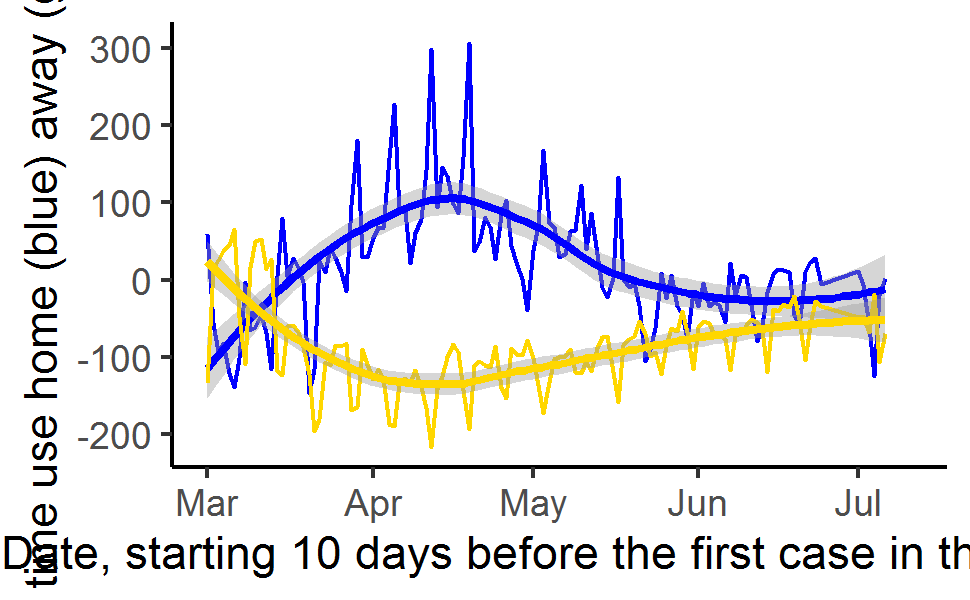 time use home (blue) away (
300
200
100
0
-100
-200
Mar Apr May Jun Jul
Date, starting 10 days before the first case in th